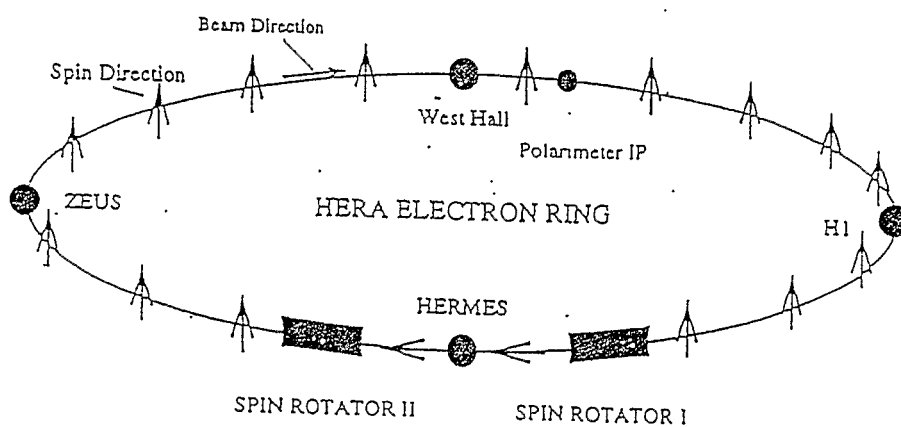 Beam Direction
Spin Direction
West Hall
Polarimeter IP
ZEUS
HERA ELECTRON RING
H1
HERMES
SPIN ROTATOR II
SPIN ROTATOR I